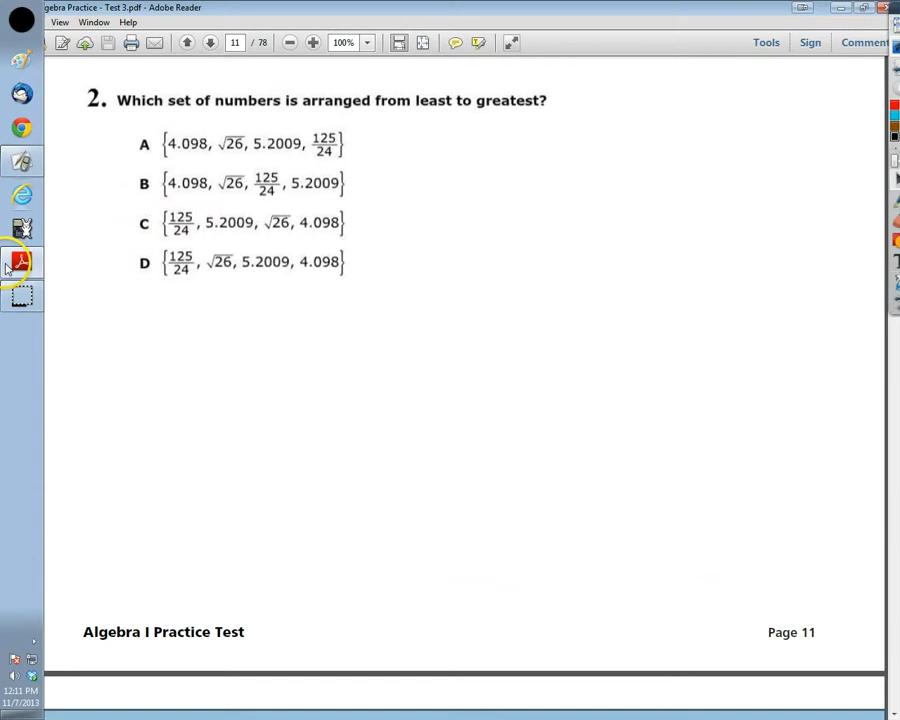 gebra Practice - Test 3.pdf - Adobe Reader
View Window Help
11 / 78 100% Tools Sign Comment
2. Which set of numbers is arranged from least to greatest?
A {4.098, √26, 5.2009, 125/24}
B {4.098, √26, 125/24, 5.2009}
C {125/24, 5.2009, √26, 4.098}
D {125/24, √26, 5.2009, 4.098}
Algebra I Practice Test Page 11
12:11 PM
11/7/2013